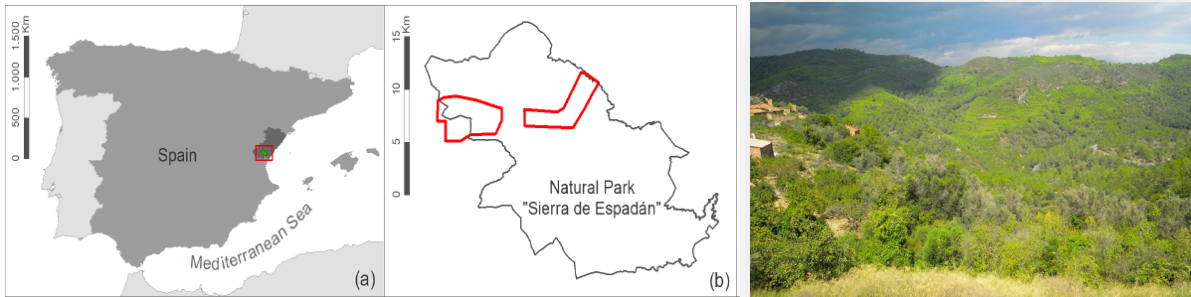 Km
1.500
1.000
500
0
Spain
Mediterranean Sea
(a)
Km
15
10
5
0
Natural Park
"Sierra de Espadán"
(b)